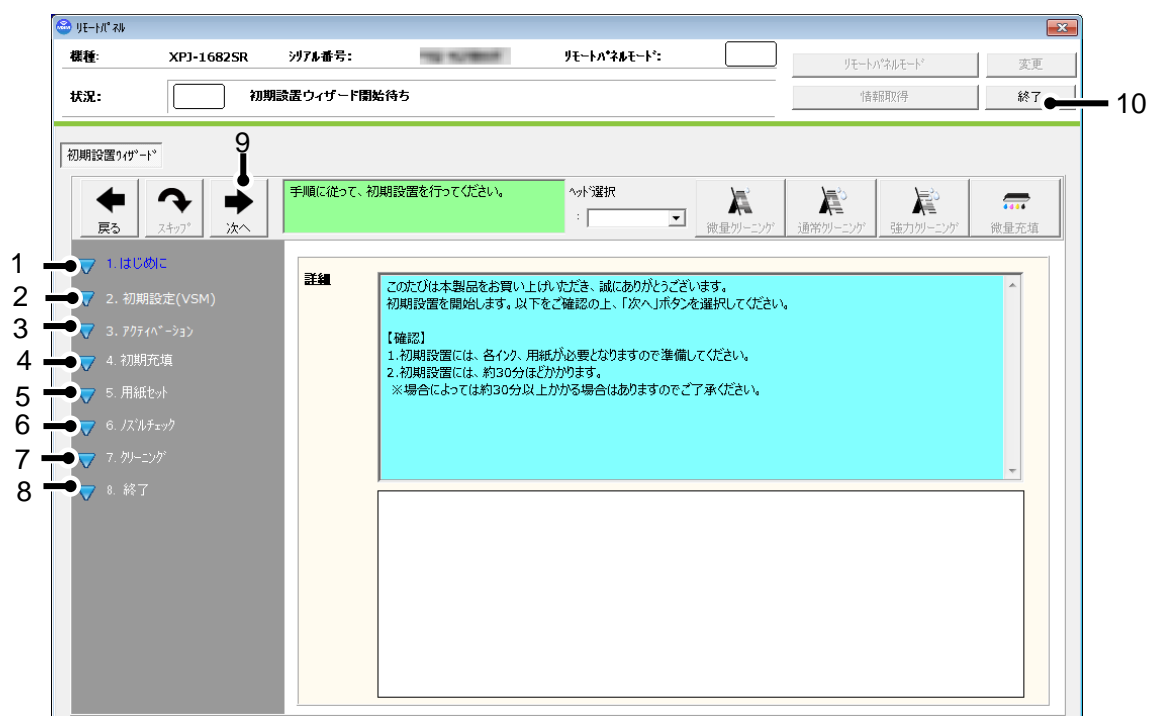 リモートパネル
機種: XPJ-1682SR シリアル番号: リモートパネルモード:
リモートパネルモード 変更
状況: 初期設置ウィザード開始待ち
情報取得 終了 10
初期設置ウィザード
9
戻る スキップ 次へ
手順に従って、初期設置を行ってください。
ヘッド選択
:
微量クリーニング 通常クリーニング 強力クリーニング 微量充填
1 1. はじめに
2 2. 初期設定(VSM)
3 3. アクティベーション
4 4. 初期充填
5 5. 用紙セット
6 6. ノズルチェック
7 7. クリーニング
8 8. 終了
詳細
このたびは本製品をお買い上げいただき、誠にありがとうございます。
初期設置を開始します。以下をご確認の上、「次へ」ボタンを選択してください。
【確認】
1.初期設置には、各インク、用紙が必要となりますので準備してください。
2.初期設置には、約30分ほどかかります。
※場合によっては約30分以上かかる場合はありますのでご了承ください。